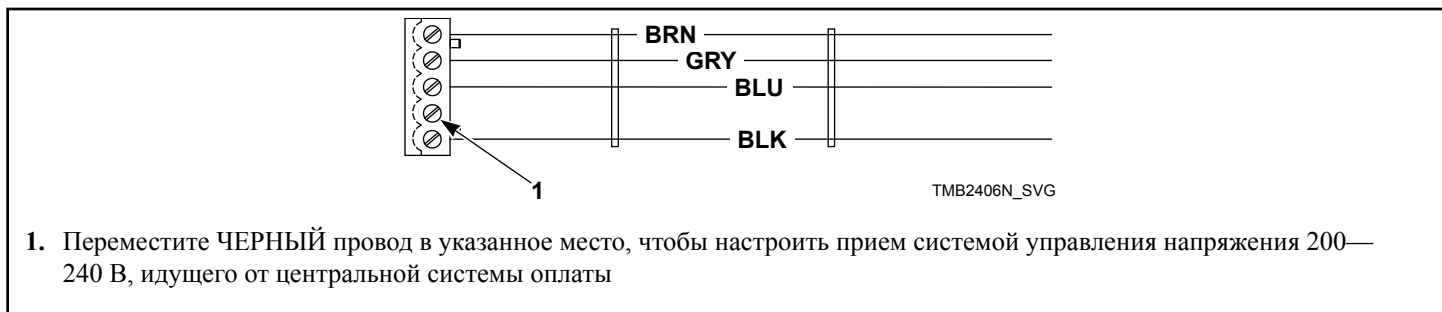 BRN
GRY
BLU
BLK
1
TMB2406N_SVG
1. Переместите ЧЕРНЫЙ провод в указанное место, чтобы настроить прием системой управления напряжения 200—
240 В, идущего от центральной системы оплаты